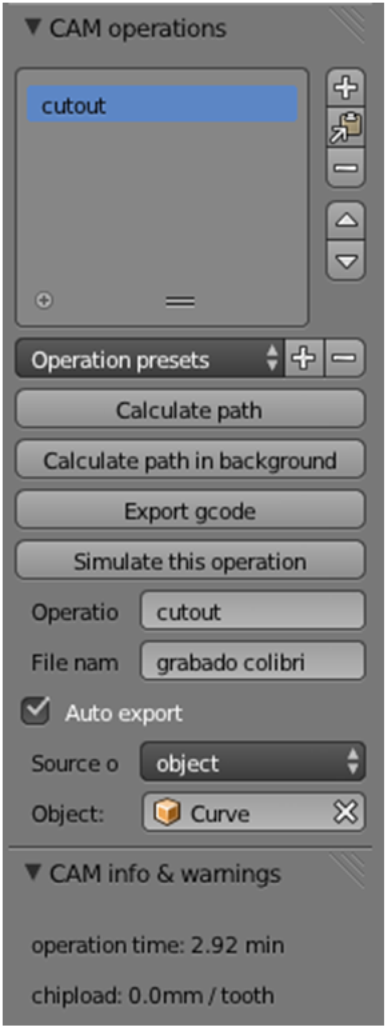 CAM operations
cutout
Operation presets
Calculate path
Calculate path in background
Export gcode
Simulate this operation
Operatio cutout
File nam grabado colibri
Auto export
Source o object
Object: Curve
CAM info & warnings
operation time: 2.92 min
chipload: 0.0mm / tooth